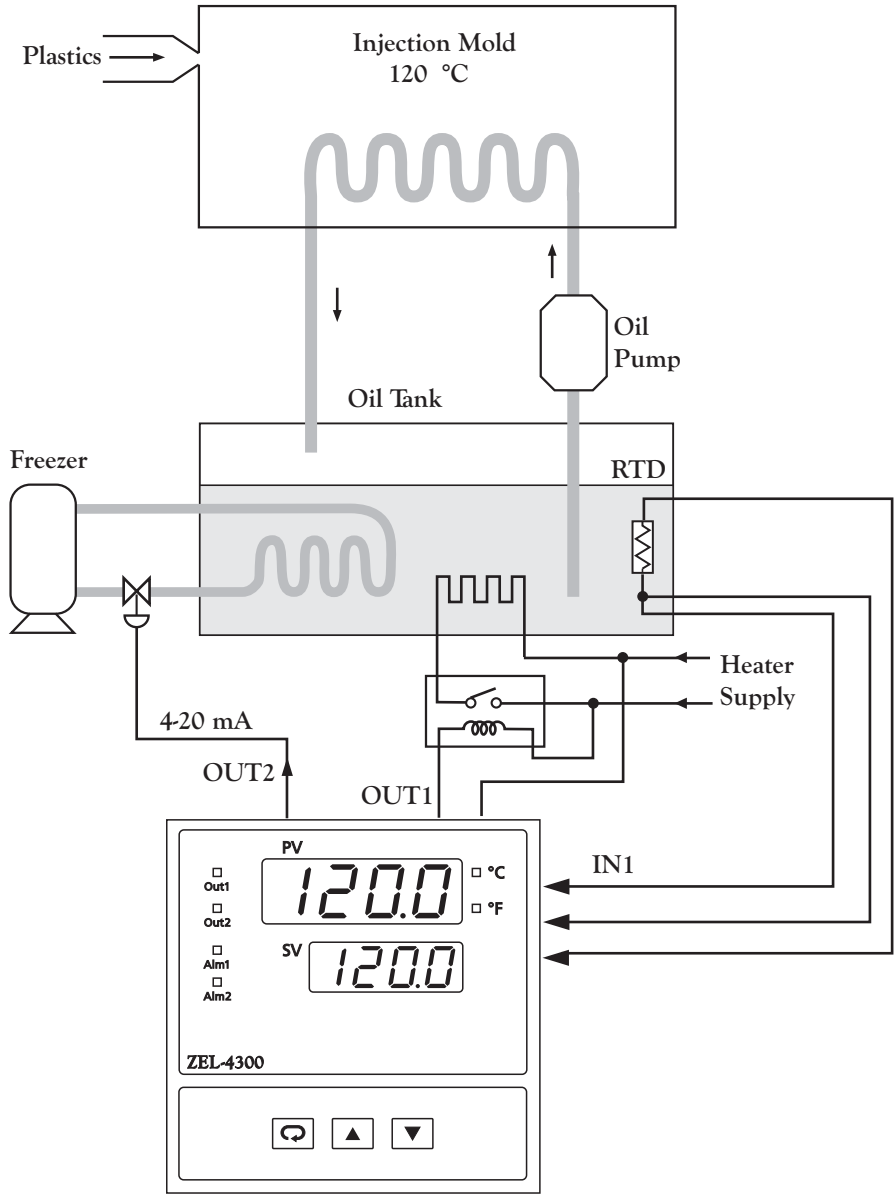 Injection Mold
120 °C
Plastics
Oil
Pump
Oil Tank
Freezer
RTD
Heater
Supply
4-20 mA
OUT2
OUT1
IN1
PV
120.0
°C
°F
Out1
Out2
SV
120.0
Alm1
Alm2
ZEL-4300